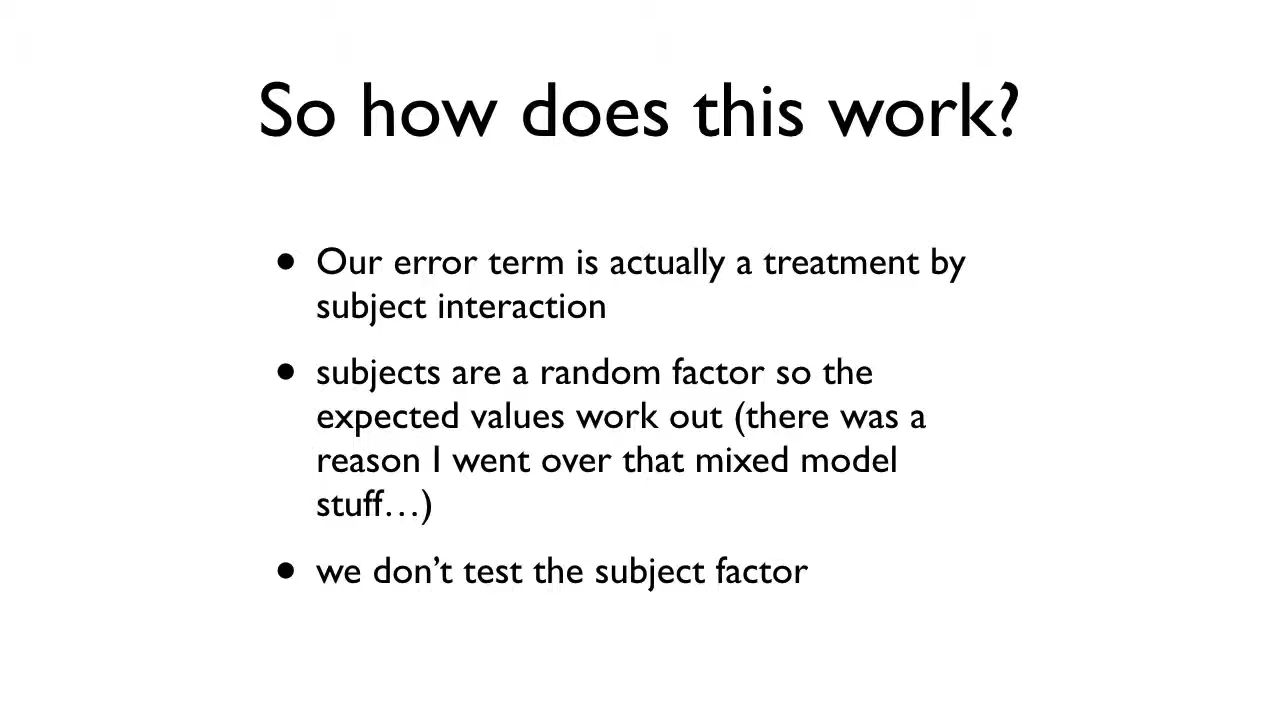 So how does this work?
• Our error term is actually a treatment by
subject interaction
• subjects are a random factor so the
expected values work out (there was a
reason I went over that mixed model
stuff…)
• we don’t test the subject factor